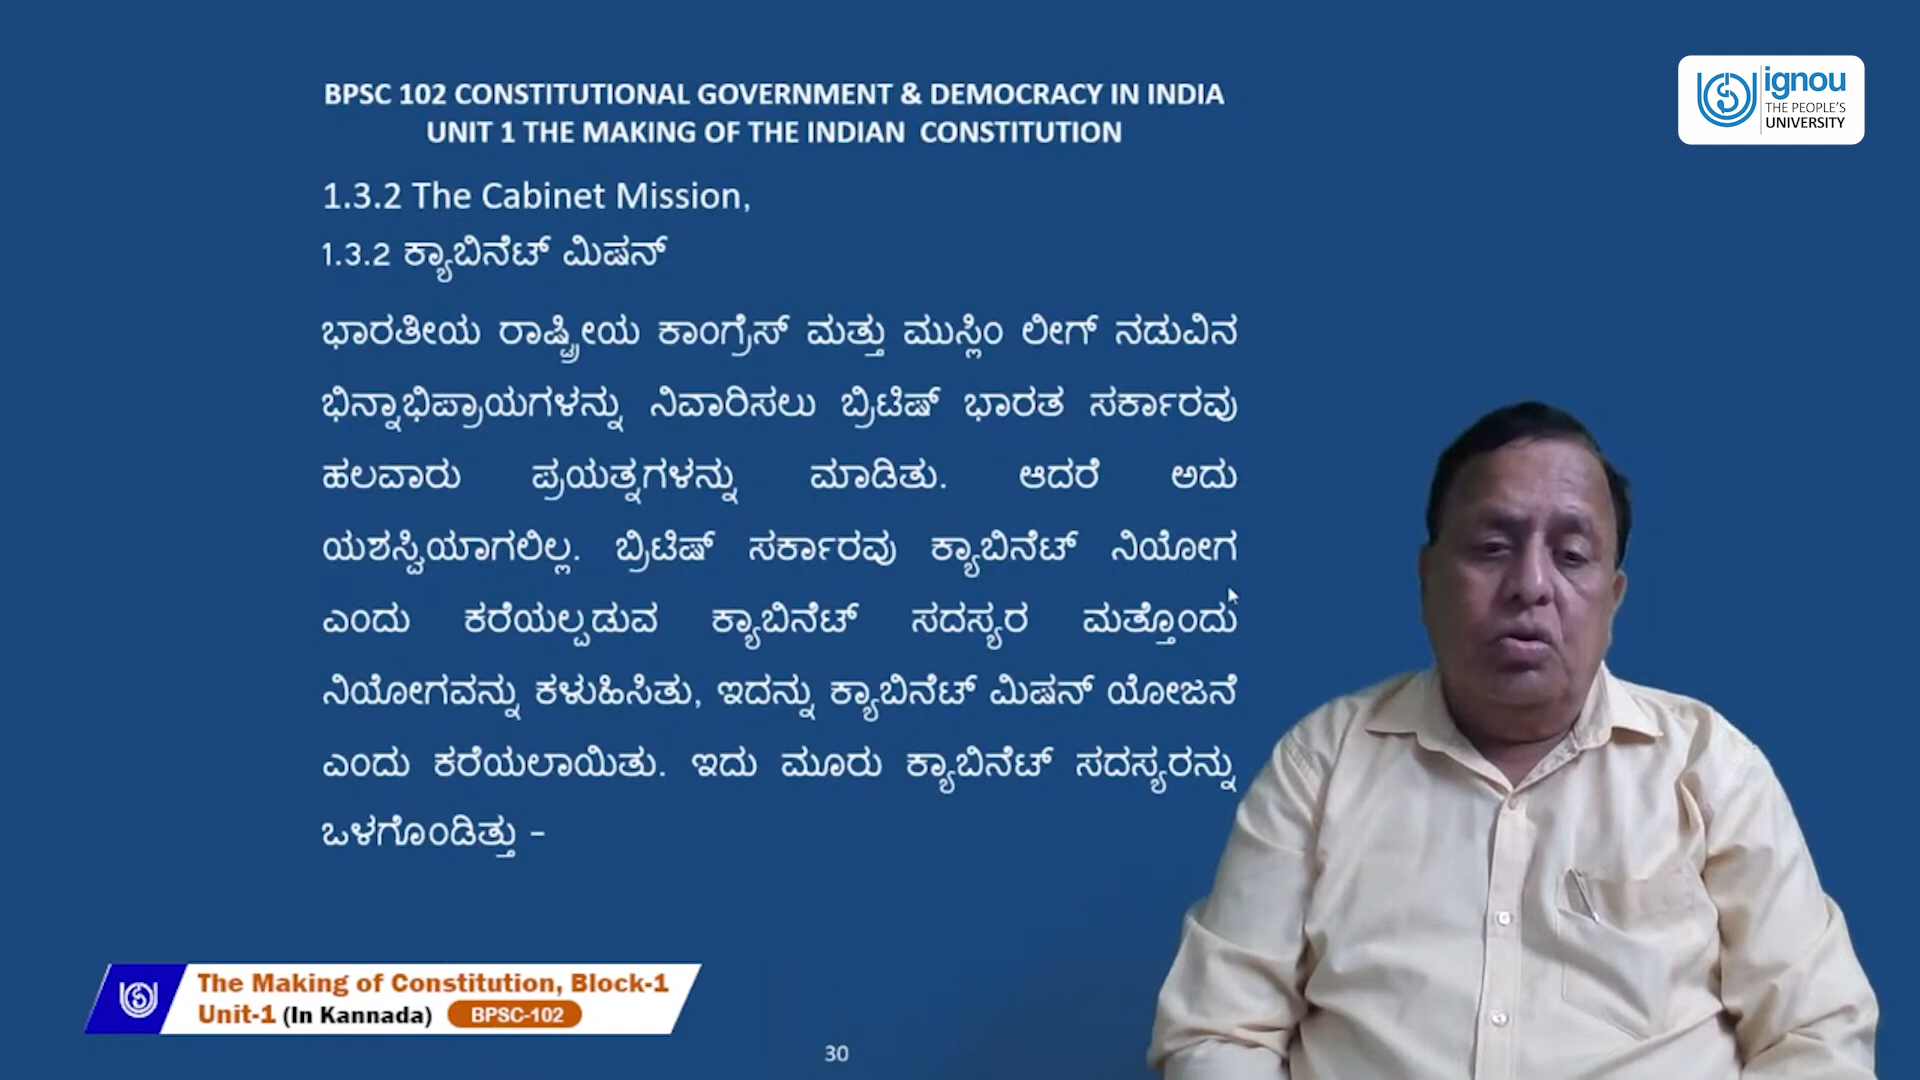 BPSC 102 CONSTITUTIONAL GOVERNMENT & DEMOCRACY IN INDIA
UNIT 1 THE MAKING OF THE INDIAN CONSTITUTION
ignou
THE PEOPLE'S
UNIVERSITY
1.3.2 The Cabinet Mission,
1.3.2 ಕ್ಯಾಬಿನೆಟ್ ಮಿಷನ್
ಭಾರತೀಯ ರಾಷ್ಟ್ರೀಯ ಕಾಂಗ್ರೆಸ್ ಮತ್ತು ಮುಸ್ಲಿಂ ಲೀಗ್ ನಡುವಿನ
ಭಿನ್ನಾಭಿಪ್ರಾಯಗಳನ್ನು ನಿವಾರಿಸಲು ಬ್ರಿಟಿಷ್ ಭಾರತ ಸರ್ಕಾರವು
ಹಲವಾರು ಪ್ರಯತ್ನಗಳನ್ನು ಮಾಡಿತು. ಆದರೆ ಅದು
ಯಶಸ್ವಿಯಾಗಲಿಲ್ಲ. ಬ್ರಿಟಿಷ್ ಸರ್ಕಾರವು ಕ್ಯಾಬಿನೆಟ್ ನಿಯೋಗ
ಎಂದು ಕರೆಯಲ್ಪಡುವ ಕ್ಯಾಬಿನೆಟ್ ಸದಸ್ಯರ ಮತ್ತೊಂದು
ನಿಯೋಗವನ್ನು ಕಳುಹಿಸಿತು, ಇದನ್ನು ಕ್ಯಾಬಿನೆಟ್ ಮಿಷನ್ ಯೋಜನೆ
ಎಂದು ಕರೆಯಲಾಯಿತು. ಇದು ಮೂರು ಕ್ಯಾಬಿನೆಟ್ ಸದಸ್ಯರನ್ನು
ಒಳಗೊಂಡಿತ್ತು –
The Making of Constitution, Block-1
Unit-1 (In Kannada) BPSC-102
30